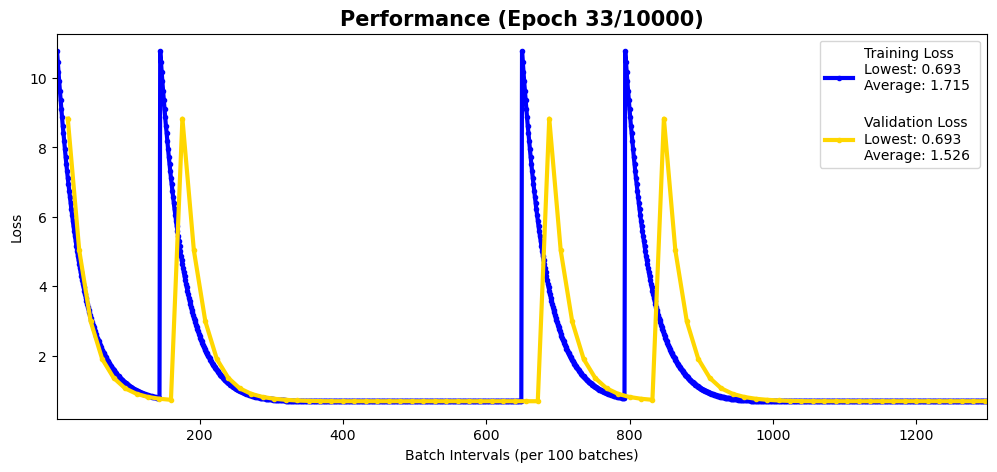 Performance (Epoch 33/10000)
Training Loss
Lowest: 0.693
Average: 1.715
Validation Loss
Lowest: 0.693
Average: 1.526
Loss
10
8
6
4
2
200
400
600
800
1000
1200
Batch Intervals (per 100 batches)